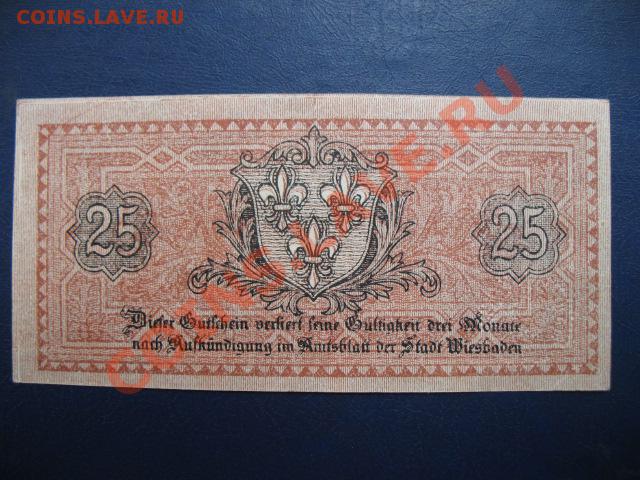 COINS.LAVE.RU
25
25
Dieser Gutschein verliert seine Gültigkeit drei Monate
nach Aufkündigung im Amtsblatt der Stadt Wiesbaden
COINS.LAVE.RU